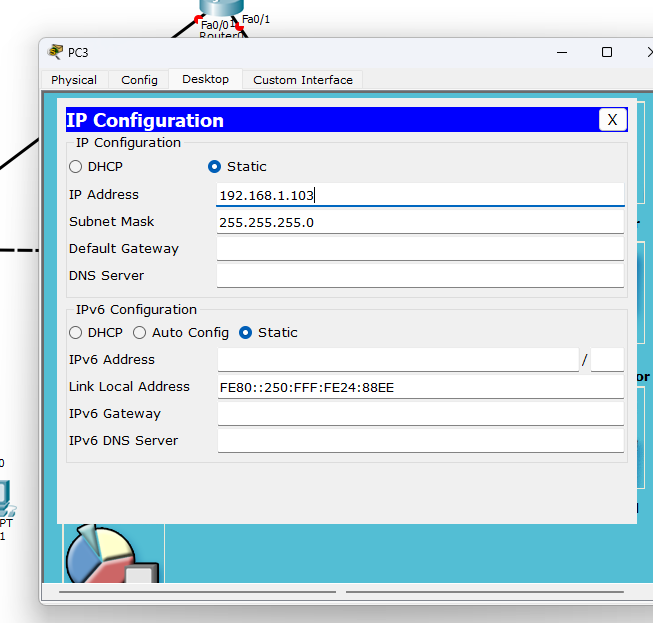 Fa0/0 Fa0/1
Router0
PC3
Physical Config Desktop Custom Interface
IP Configuration X
IP Configuration
DHCP Static
IP Address 192.168.1.103
Subnet Mask 255.255.255.0
Default Gateway
DNS Server
IPv6 Configuration
DHCP Auto Config Static
IPv6 Address /
Link Local Address FE80::250:FFF:FE24:88EE
IPv6 Gateway
or
IPv6 DNS Server
0
PT
1